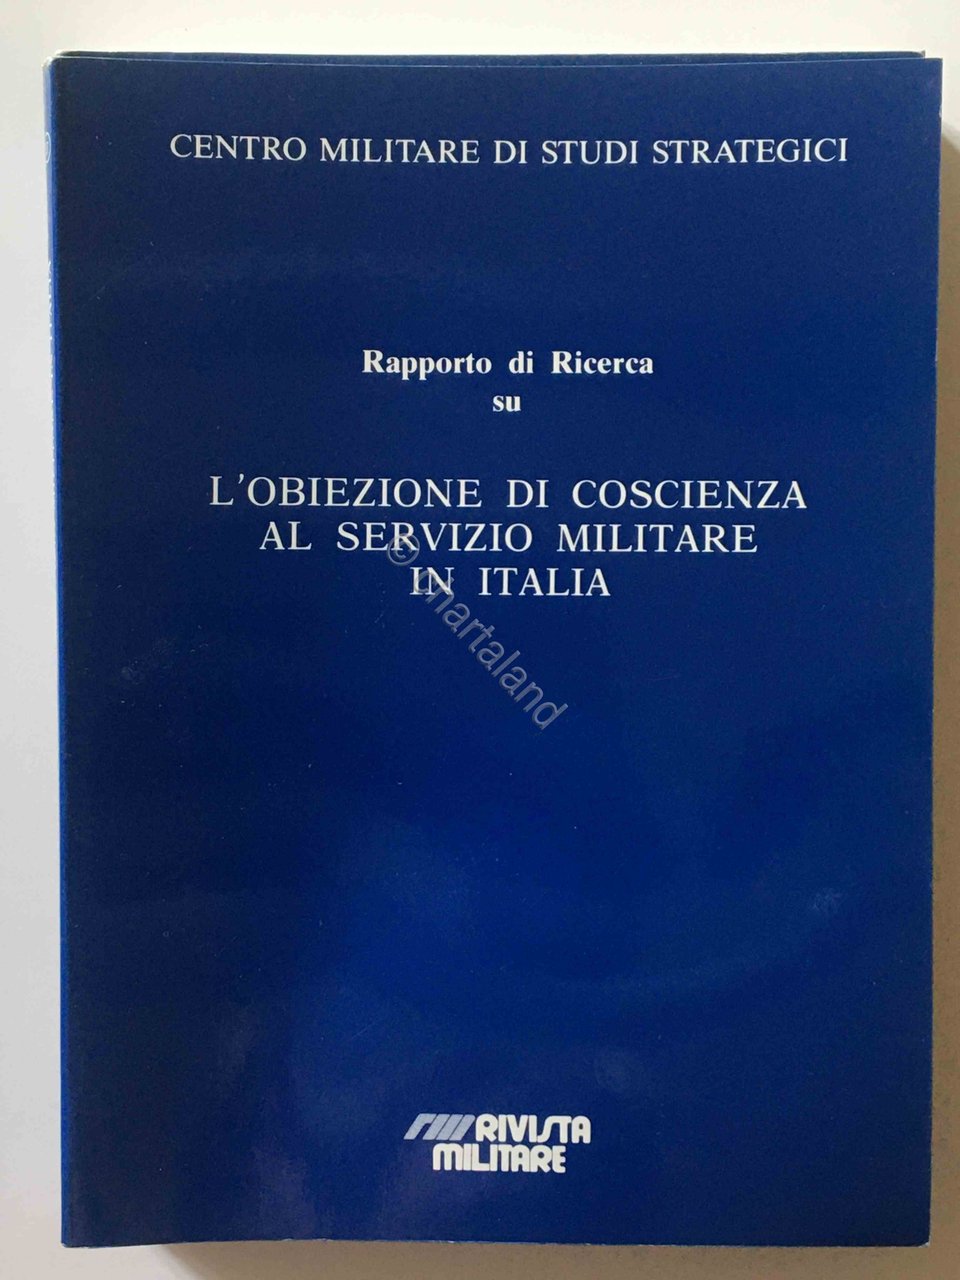 CENTRO MILITARE DI STUDI STRATEGICI
Rapporto di Ricerca
su
L'OBIEZIONE DI COSCIENZA
AL SERVIZIO MILITARE
IN ITALIA
© Chartaland
RIVISTA
MILITARE